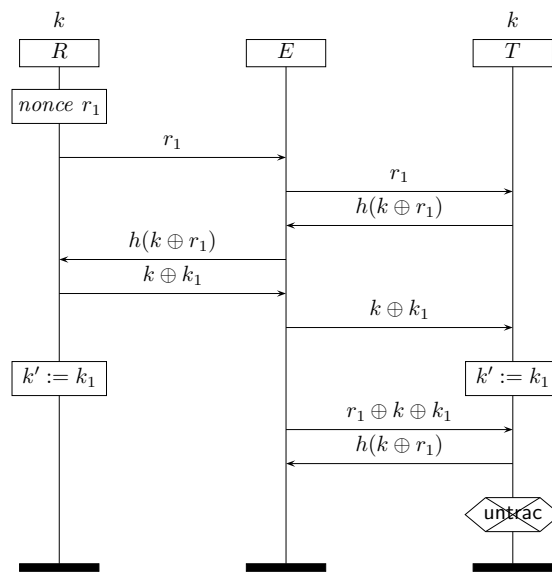 k k
R E T
nonce r₁
r₁
r₁
h(k ⊕ r₁)
h(k ⊕ r₁)
k ⊕ k₁
k ⊕ k₁
k′ := k₁ k′ := k₁
r₁ ⊕ k ⊕ k₁
h(k ⊕ r₁)
untrac